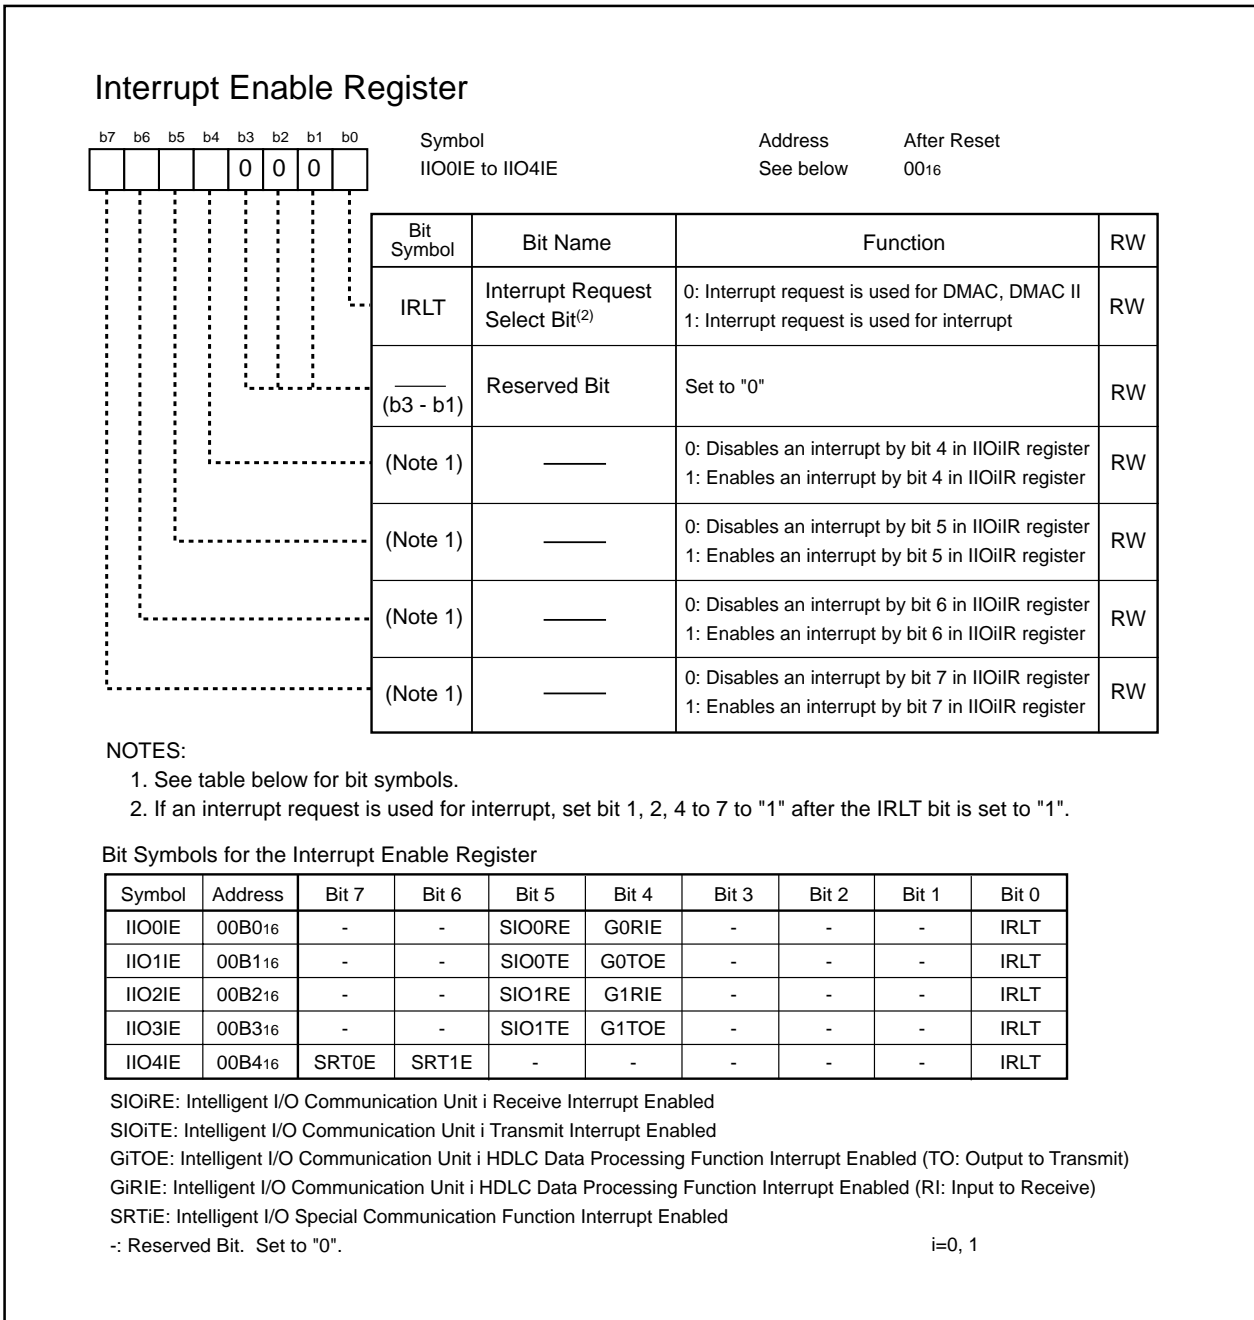 Interrupt Enable Register
b7 b6 b5 b4 b3 b2 b1 b0
0 0 0
Symbol Address After Reset
IIO0IE to IIO4IE See below 0016
Bit Symbol Bit Name Function RW
IRLT Interrupt Request Select Bit(2) 0: Interrupt request is used for DMAC, DMAC II RW
1: Interrupt request is used for interrupt
(b3 - b1) Reserved Bit Set to "0" RW
(Note 1) 0: Disables an interrupt by bit 4 in IIOiIR register RW
1: Enables an interrupt by bit 4 in IIOiIR register
(Note 1) 0: Disables an interrupt by bit 5 in IIOiIR register RW
1: Enables an interrupt by bit 5 in IIOiIR register
(Note 1) 0: Disables an interrupt by bit 6 in IIOiIR register RW
1: Enables an interrupt by bit 6 in IIOiIR register
(Note 1) 0: Disables an interrupt by bit 7 in IIOiIR register RW
1: Enables an interrupt by bit 7 in IIOiIR register
NOTES:
1. See table below for bit symbols.
2. If an interrupt request is used for interrupt, set bit 1, 2, 4 to 7 to "1" after the IRLT bit is set to "1".
Bit Symbols for the Interrupt Enable Register
Symbol Address Bit 7 Bit 6 Bit 5 Bit 4 Bit 3 Bit 2 Bit 1 Bit 0
IIO0IE 00B016 - - SIO0RE G0RIE - - - IRLT
IIO1IE 00B116 - - SIO0TE G0TOE - - - IRLT
IIO2IE 00B216 - - SIO1RE G1RIE - - - IRLT
IIO3IE 00B316 - - SIO1TE G1TOE - - - IRLT
IIO4IE 00B416 SRT0E SRT1E - - - - - IRLT
SIOiRE: Intelligent I/O Communication Unit i Receive Interrupt Enabled
SIOiTE: Intelligent I/O Communication Unit i Transmit Interrupt Enabled
GiTOE: Intelligent I/O Communication Unit i HDLC Data Processing Function Interrupt Enabled (TO: Output to Transmit)
GiRIE: Intelligent I/O Communication Unit i HDLC Data Processing Function Interrupt Enabled (RI: Input to Receive)
SRTiE: Intelligent I/O Special Communication Function Interrupt Enabled
-: Reserved Bit. Set to "0". i=0, 1